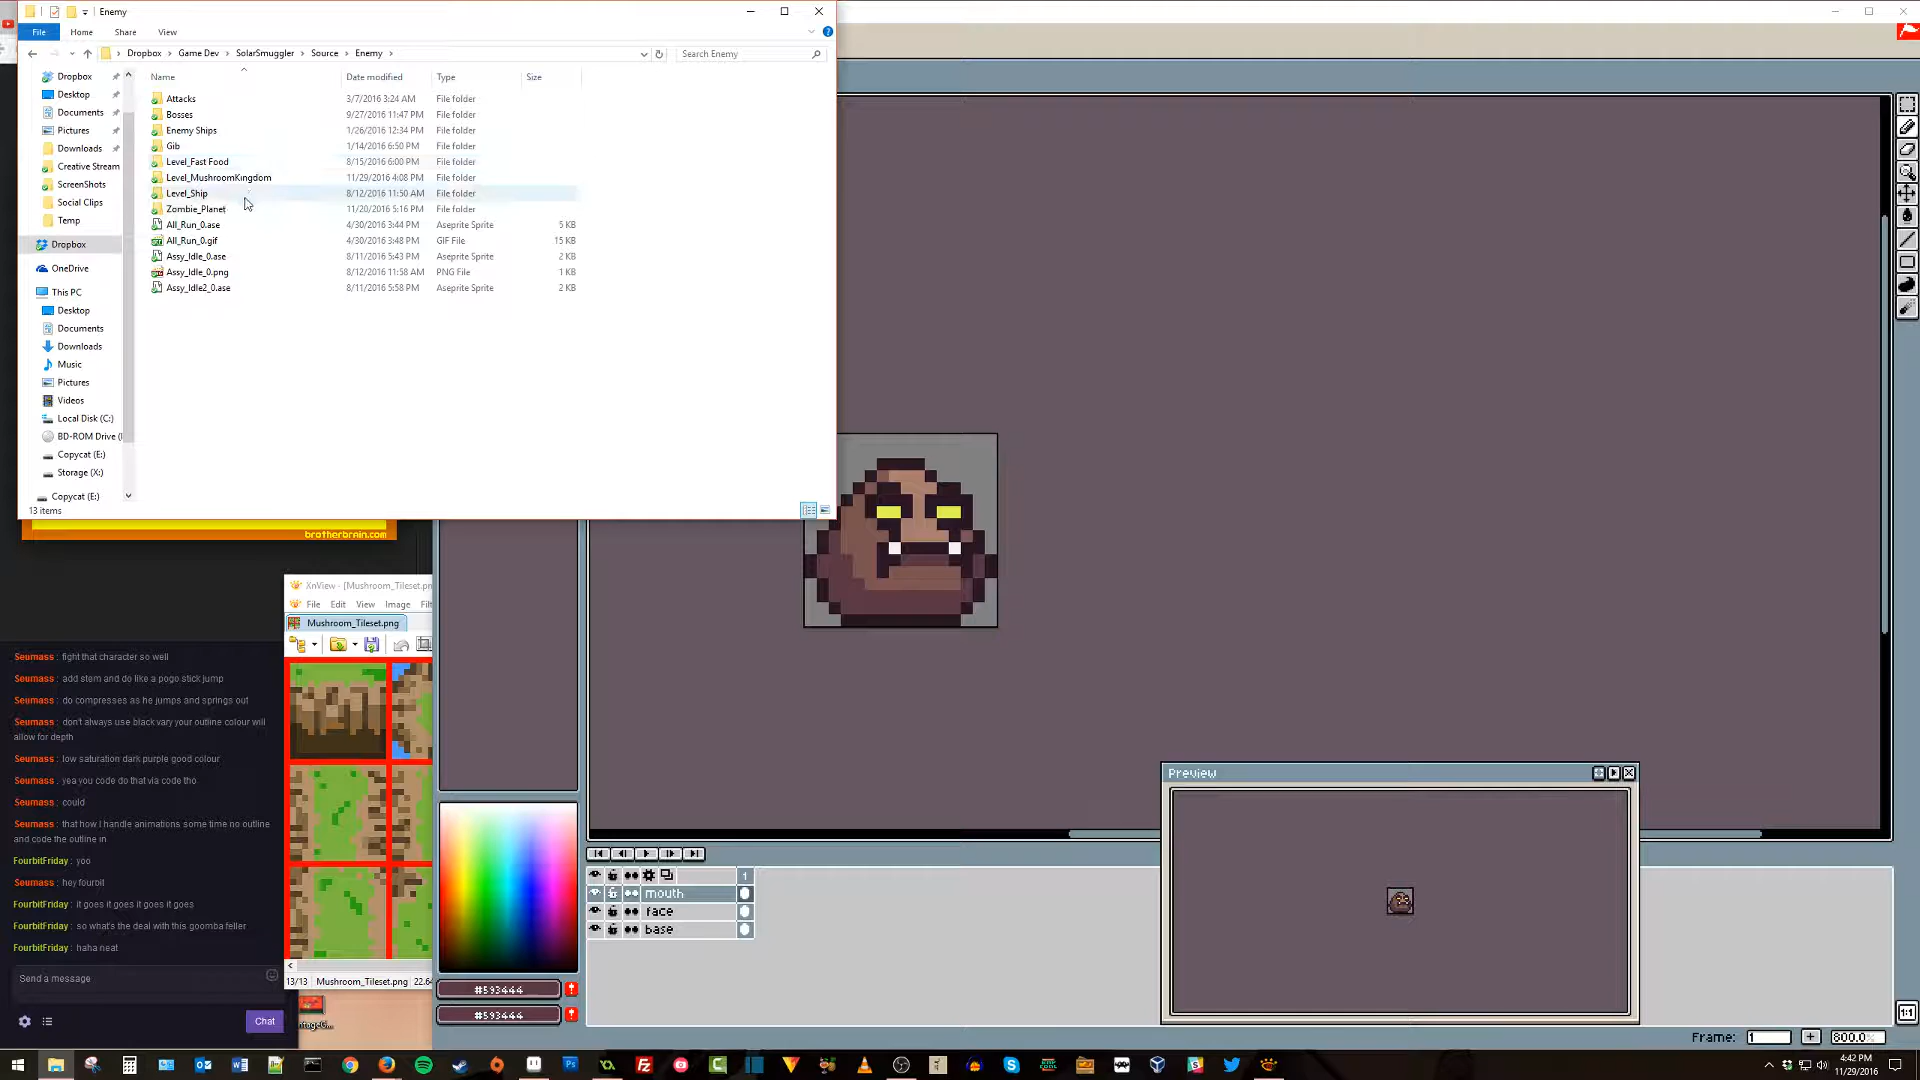 Enemy
File
Home
Share
View
Dropbox
Game Dev
SolarSmuggler
Source
Enemy
Search Enemy
Dropbox
Desktop
Documents
Pictures
Downloads
Creative Stream
ScreenShots
Social Clips
Temp
Dropbox
OneDrive
This PC
Desktop
Documents
Downloads
Music
Pictures
Videos
Local Disk (C:)
BD-ROM Drive (
Copycat (E:)
Storage (X:)
Copycat (E:)
13 items
Name Date modified Type Size
Attacks 3/7/2016 3:24 AM File folder
Bosses 9/27/2016 11:47 PM File folder
Enemy Ships 1/26/2016 12:34 PM File folder
Gib 1/14/2016 6:50 PM File folder
Level_Fast Food 8/15/2016 6:00 PM File folder
Level_MushroomKingdom 11/29/2016 4:08 PM File folder
Level_Ship 8/12/2016 11:50 AM File folder
Zombie_Planet 11/20/2016 5:16 PM File folder
All_Run_0.ase 4/30/2016 3:44 PM Aseprite Sprite 5 KB
All_Run_0.gif 4/30/2016 3:48 PM GIF File 15 KB
Assy_Idle_0.ase 8/11/2016 5:43 PM Aseprite Sprite 2 KB
Assy_Idle_0.png 8/12/2016 11:58 AM PNG File 1 KB
Assy_Idle2_0.ase 8/11/2016 5:58 PM Aseprite Sprite 2 KB
brotherbrain.com
XnView - [Mushroom_Tileset.pn
File Edit View Image Filt
Mushroom_Tileset.png
13/13 Mushroom_Tileset.png 22.64
Seumass : fight that character so well
Seumass : add stem and do like a pogo stick jump
Seumass : do compresses as he jumps and springs out
Seumass : don't always use black vary your outline colour will
allow for depth
Seumass : low saturation dark purple good colour
Seumass : yea you code do that via code tho
Seumass : could
Seumass : that how I handle animations some time no outline
and code the outline in
FourbitFriday : yoo
Seumass : hey fourbit
FourbitFriday : it goes it goes it goes it goes
FourbitFriday : so what's the deal with this goomba feller
FourbitFriday : haha neat
Send a message
Chat
ntageG...
#593444
#593444
1
mouth
face
base
Preview
1:1
Frame: 1 + 800.0%
4:42 PM
11/29/2016